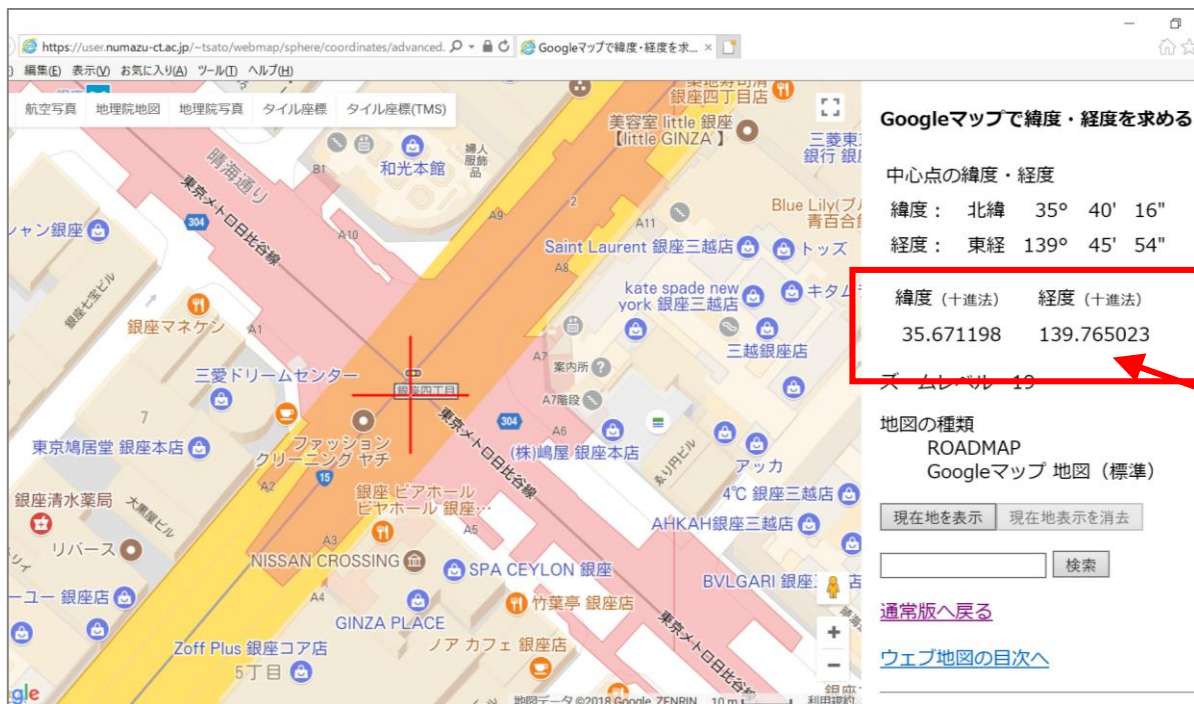 https://user.numazu-ct.ac.jp/~tsato/webmap/sphere/coordinates/advanced.
Googleマップで緯度・経度を求...
編集(E) 表示(V) お気に入り(A) ツール(T) ヘルプ(H)
航空写真 地理院地図 地理院写真 タイル座標 タイル座標(TMS)
銀座四丁目店
美容室 little 銀座
【little GINZA 】
三菱東
銀行 銀
婦人
服飾
品
和光本館
B1
晴海通り
東京メトロ日比谷線
304
2
A9
A11
A10
Blue Lily(ブ
青百合
シャン銀座
Saint Laurent 銀座三越店
トッズ
A8
kate spade new
york 銀座三越店
キタム
銀座七宝ビル
銀座マネケン
A1
三越銀座店
A7
案内所
三愛ドリームセンター
銀座四丁目
A7階段
7
304
A6
東京鳩居堂 銀座本店
ファッション
クリーニング ヤチ
東京メトロ日比谷線
(株)嶋屋 銀座本店
ゑり円ビル
アッカ
A2
15
銀座 ビアホール
ビヤホール 銀座…
4℃ 銀座三越店
銀座清水薬局
大黒屋ビル
AHKAH銀座三越店
A3
A5
リバース
NISSAN CROSSING
SPA CEYLON 銀座
BVLGARI 銀座
店
ーユー 銀座店
A4
竹葉亭 銀座店
GINZA PLACE
東京メトロ日比谷線
Zoff Plus 銀座コア店
ノア カフェ 銀座店
5丁目
gle
地図データ ©2018 Google, ZENRIN 10 m 利用規約
Googleマップで緯度・経度を求める
中心点の緯度・経度
緯度： 北緯 35° 40' 16"
経度： 東経 139° 45' 54"
緯度（十進法） 経度（十進法）
35.671198 139.765023
ズームレベル 19
地図の種類
ROADMAP
Googleマップ 地図（標準）
現在地を表示 現在地表示を消去
検索
通常版へ戻る
ウェブ地図の目次へ